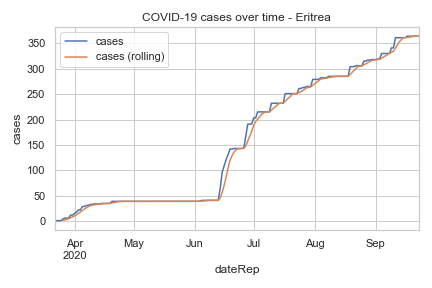 COVID-19 cases over time - Eritrea
cases
cases (rolling)
350
300
250
200
150
100
50
0
cases
Apr
2020
May
Jun
Jul
Aug
Sep
dateRep